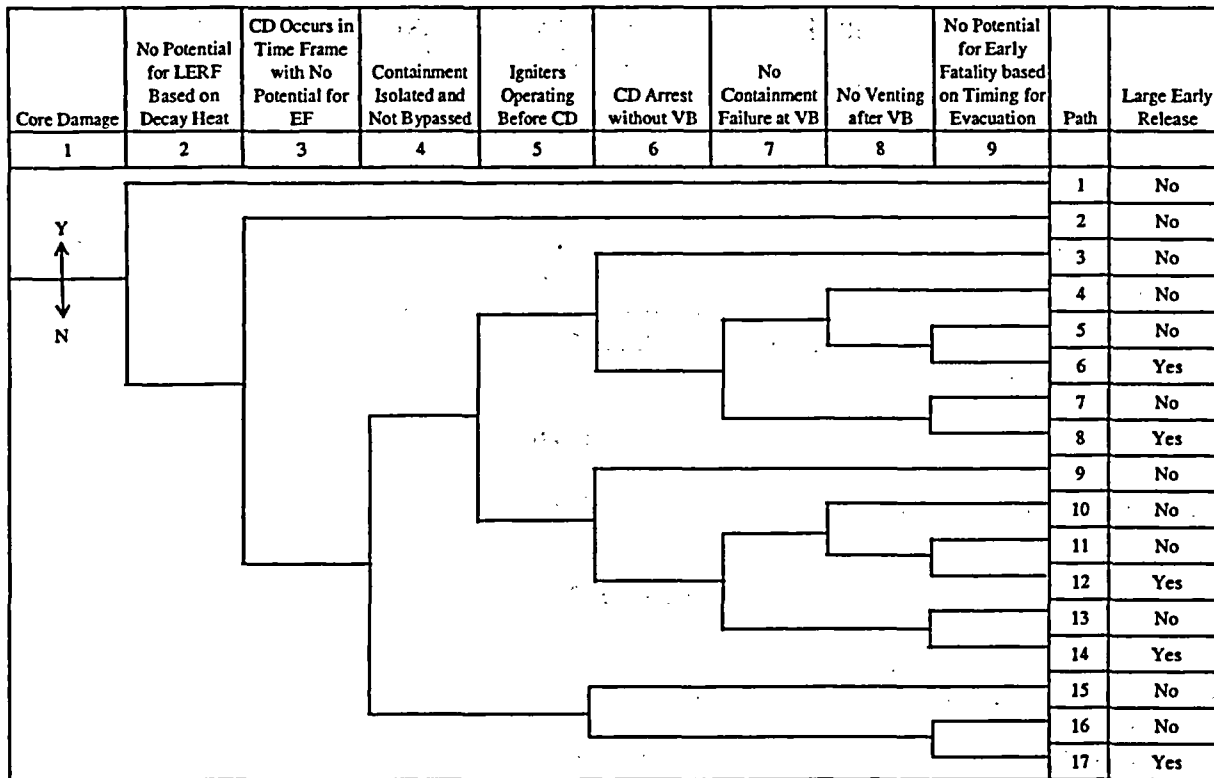 Core Damage
No Potential
for LERF
Based on
Decay Heat
CD Occurs in
Time Frame
with No
Potential for
EF
Containment
Isolated and
Not Bypassed
Igniters
Operating
Before CD
CD Arrest
without VB
No
Containment
Failure at VB
No Venting
after VB
No Potential
for Early
Fatality based
on Timing for
Evacuation
Path
Large Early
Release
1 2 3 4 5 6 7 8 9
Y
N
1 No
2 No
3 No
4 No
5 No
6 Yes
7 No
8 Yes
9 No
10 No
11 No
12 Yes
13 No
14 Yes
15 No
16 No
17 Yes